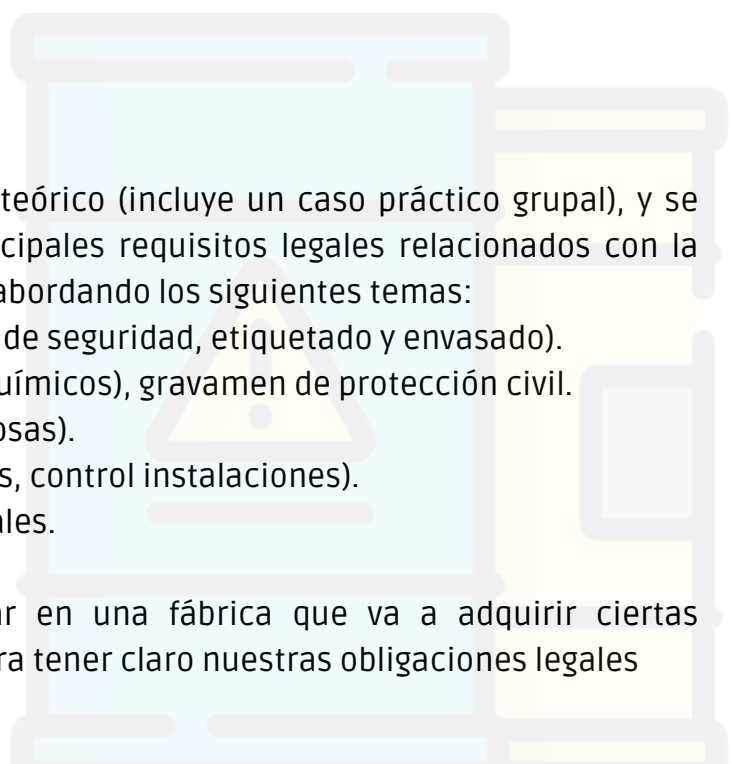 teórico (incluye un caso práctico grupal), y se
cipales requisitos legales relacionados con la
abordando los siguientes temas:
de seguridad, etiquetado y envasado).
uímicos), gravamen de protección civil.
osas).
s, control instalaciones).
ales.
ar en una fábrica que va a adquirir ciertas
ra tener claro nuestras obligaciones legales